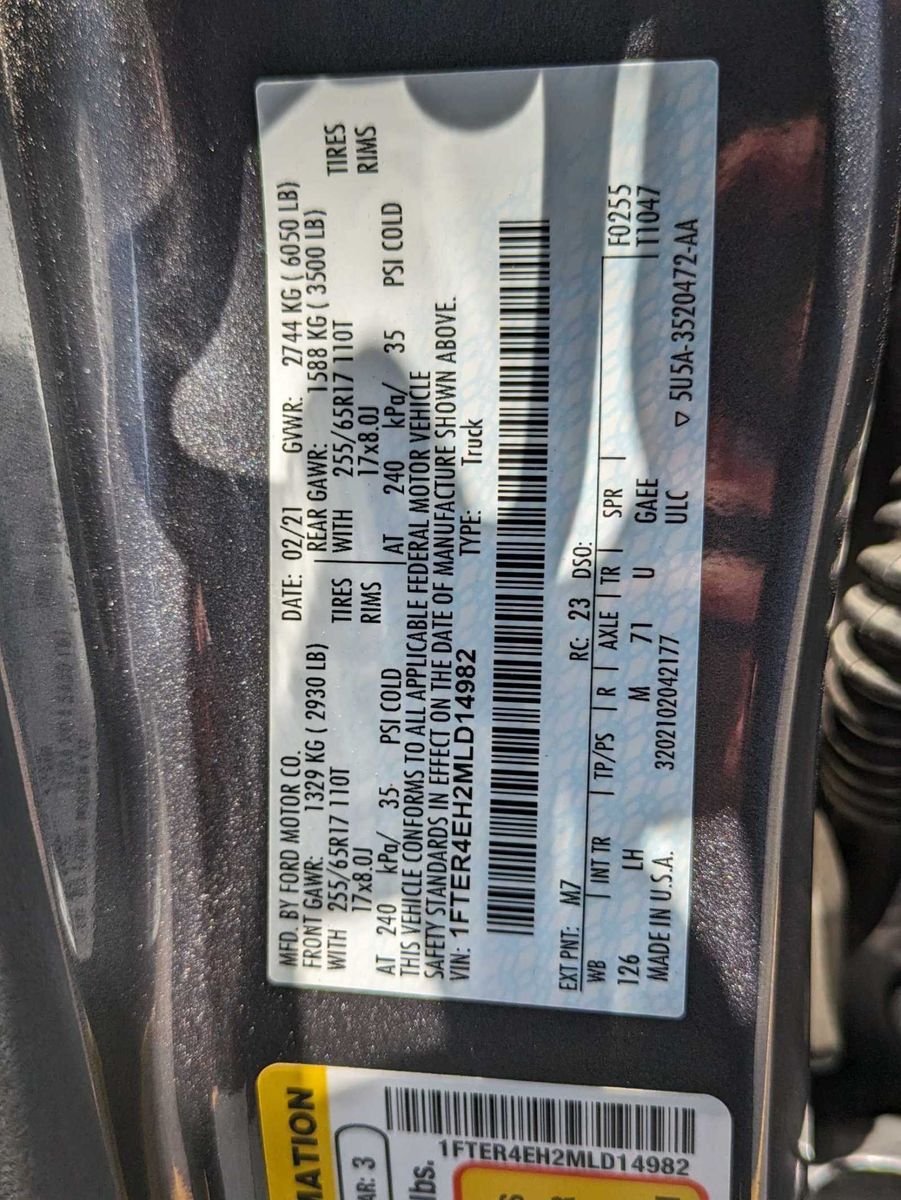 MFD. BY FORD MOTOR CO. DATE: 02/21 GVWR: 2744 KG ( 6050 LB)
FRONT GAWR: 1329 KG ( 2930 LB) REAR GAWR: 1588 KG ( 3500 LB)
WITH 255/65R17 110T TIRES WITH 255/65R17 110T TIRES
17x8.0J RIMS 17x8.0J RIMS
AT 240 kPa/ 35 PSI COLD AT 240 kPa/ 35 PSI COLD
THIS VEHICLE CONFORMS TO ALL APPLICABLE FEDERAL MOTOR VEHICLE
SAFETY STANDARDS IN EFFECT ON THE DATE OF MANUFACTURE SHOWN ABOVE.
VIN: 1FTER4EH2MLD14982 TYPE: Truck
EXT PNT: M7 RC: 23 DSO:
WB INT TR TP/PS R AXLE TR SPR F0255
126 LH M 71 U GAEE T1047
MADE IN U.S.A. 3202102042177 ULC ▽ 5U5A-3520472-AA
MATION
AR: 3
1FTER4EH2MLD14982
lbs.